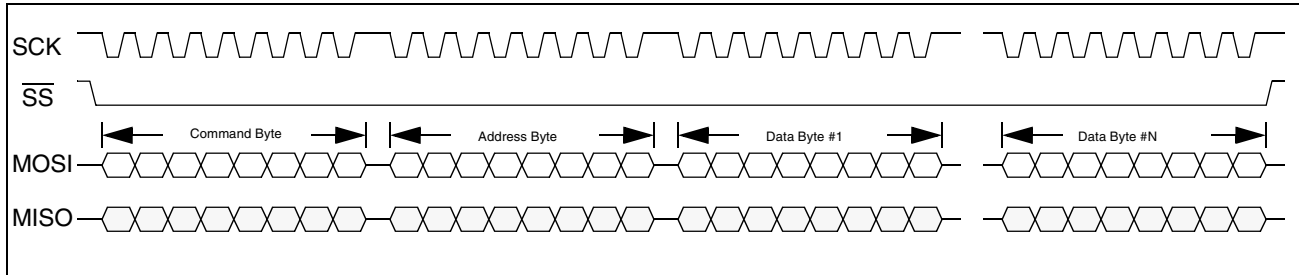 SCK
SS
Command Byte
Address Byte
Data Byte #1
Data Byte #N
MOSI
MISO